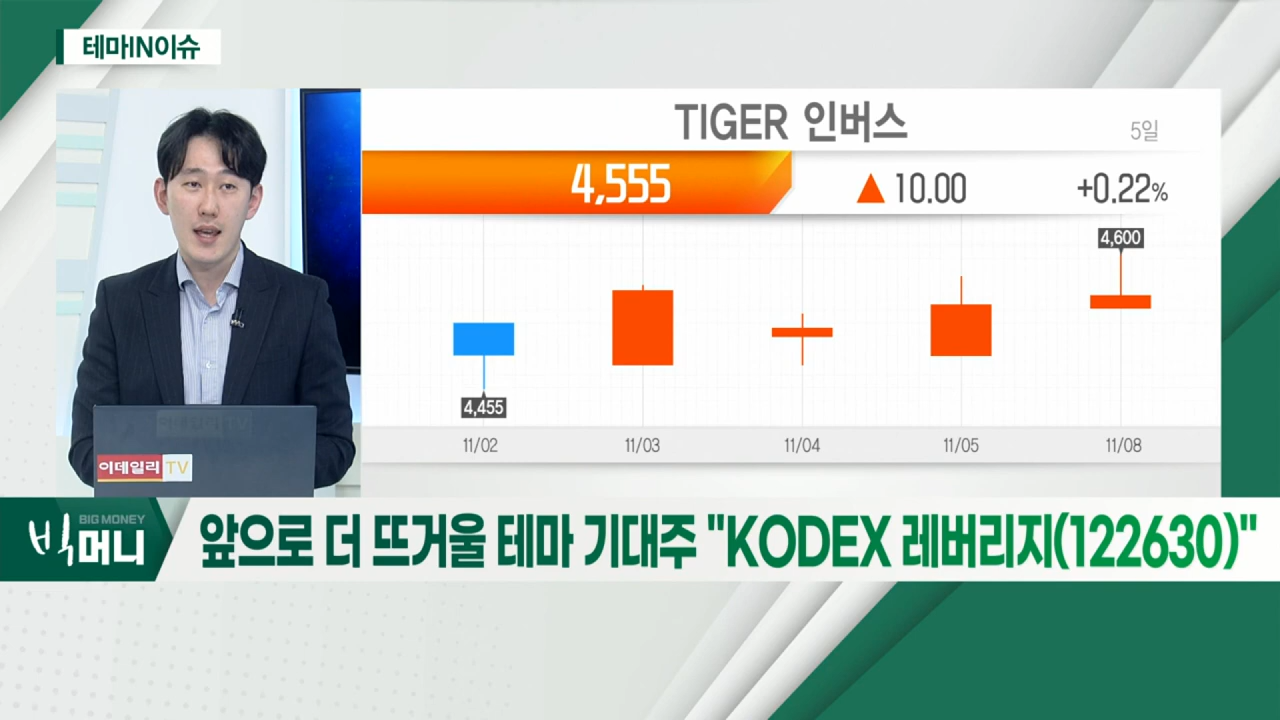 테마IN이슈
TIGER 인버스
5일
4,555
▲ 10.00
+0.22%
4,600
4,455
11/02
11/03
11/04
11/05
11/08
이데일리 TV
BIG MONEY
빅머니
앞으로 더 뜨거울 테마 기대주 "KODEX 레버리지(122630)"